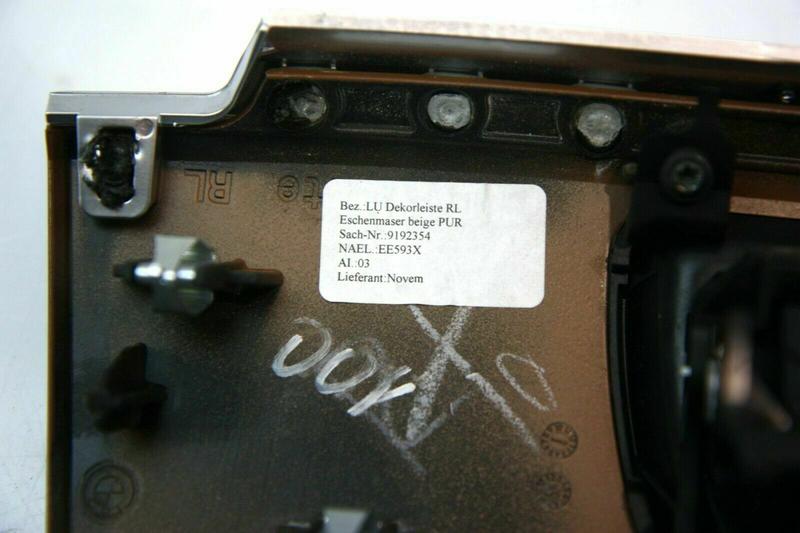 RL
Bez.:LU Dekorleiste RL
Eschenmaser beige PUR
Sach-Nr.:9192354
NAEL.:EE593X
AI.:03
Lieferant:Novem